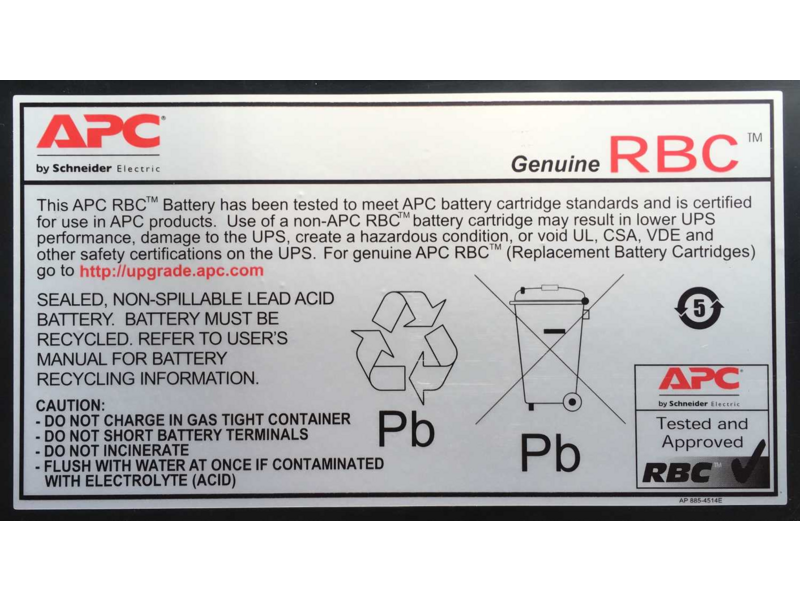 APC®
by Schneider Electric
Genuine RBC™
This APC RBC™ Battery has been tested to meet APC battery cartridge standards and is certified
for use in APC products. Use of a non-APC RBC™ battery cartridge may result in lower UPS
performance, damage to the UPS, create a hazardous condition, or void UL, CSA, VDE and
other safety certifications on the UPS. For genuine APC RBC™ (Replacement Battery Cartridges)
go to http://upgrade.apc.com
SEALED, NON-SPILLABLE LEAD ACID
BATTERY. BATTERY MUST BE
RECYCLED. REFER TO USER'S
MANUAL FOR BATTERY
RECYCLING INFORMATION.
CAUTION:
- DO NOT CHARGE IN GAS TIGHT CONTAINER
- DO NOT SHORT BATTERY TERMINALS
- DO NOT INCINERATE
- FLUSH WITH WATER AT ONCE IF CONTAMINATED
WITH ELECTROLYTE (ACID)
Pb
Pb
5
APC®
by Schneider Electric
Tested and
Approved
RBC™
AP 885-4514E